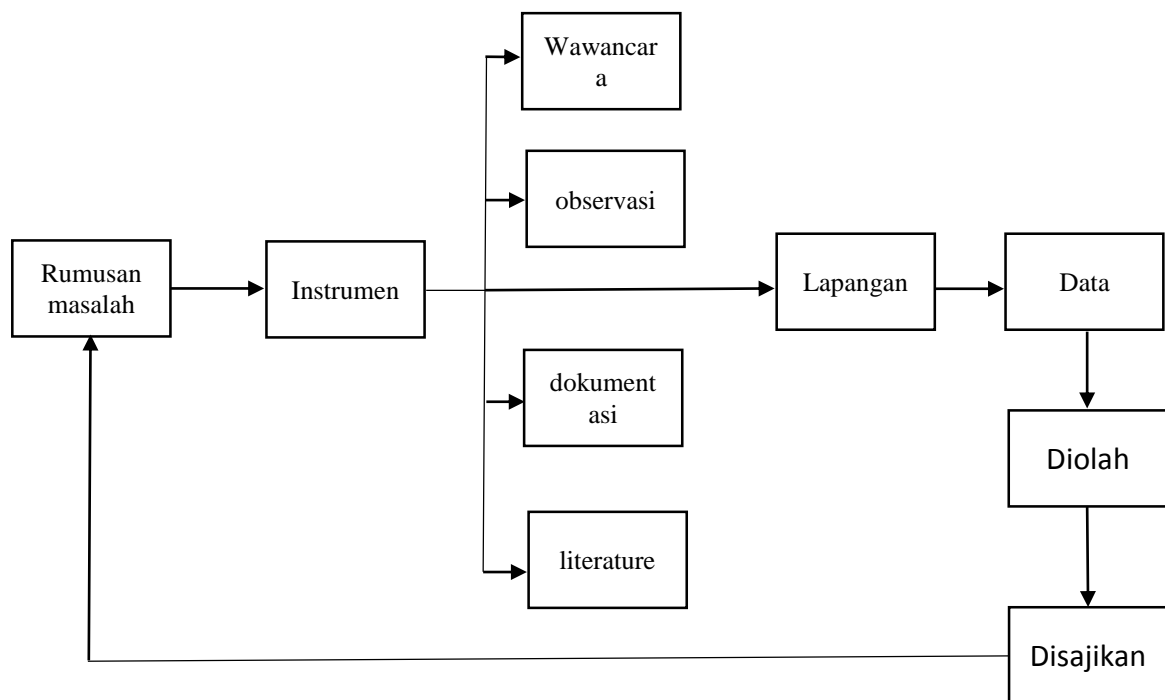 Wawancar
a
observasi
Rumusan
masalah
Instrumen
Lapangan
Data
dokument
asi
Diolah
literature
Disajikan